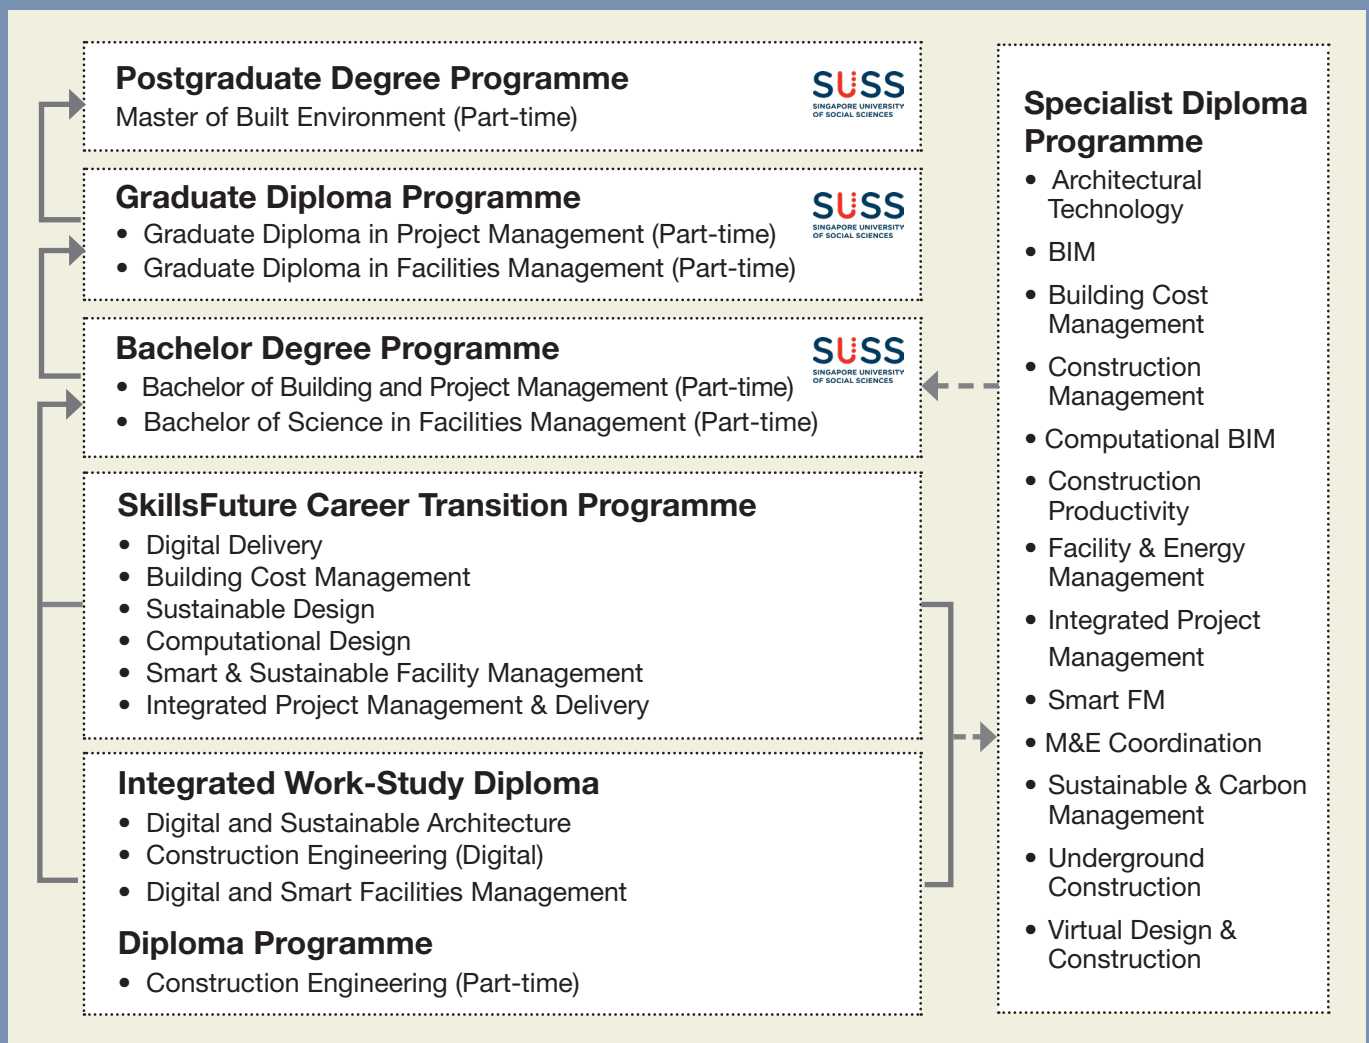 Postgraduate Degree Programme
Master of Built Environment (Part-time)
SUSS
SINGAPORE UNIVERSITY
OF SOCIAL SCIENCES
Graduate Diploma Programme
• Graduate Diploma in Project Management (Part-time)
• Graduate Diploma in Facilities Management (Part-time)
SUSS
SINGAPORE UNIVERSITY
OF SOCIAL SCIENCES
Bachelor Degree Programme
• Bachelor of Building and Project Management (Part-time)
• Bachelor of Science in Facilities Management (Part-time)
SUSS
SINGAPORE UNIVERSITY
OF SOCIAL SCIENCES
SkillsFuture Career Transition Programme
• Digital Delivery
• Building Cost Management
• Sustainable Design
• Computational Design
• Smart & Sustainable Facility Management
• Integrated Project Management & Delivery
Integrated Work-Study Diploma
• Digital and Sustainable Architecture
• Construction Engineering (Digital)
• Digital and Smart Facilities Management
Diploma Programme
• Construction Engineering (Part-time)
Specialist Diploma
Programme
• Architectural
Technology
• BIM
• Building Cost
Management
• Construction
Management
• Computational BIM
• Construction
Productivity
• Facility & Energy
Management
• Integrated Project
Management
• Smart FM
• M&E Coordination
• Sustainable & Carbon
Management
• Underground
Construction
• Virtual Design &
Construction